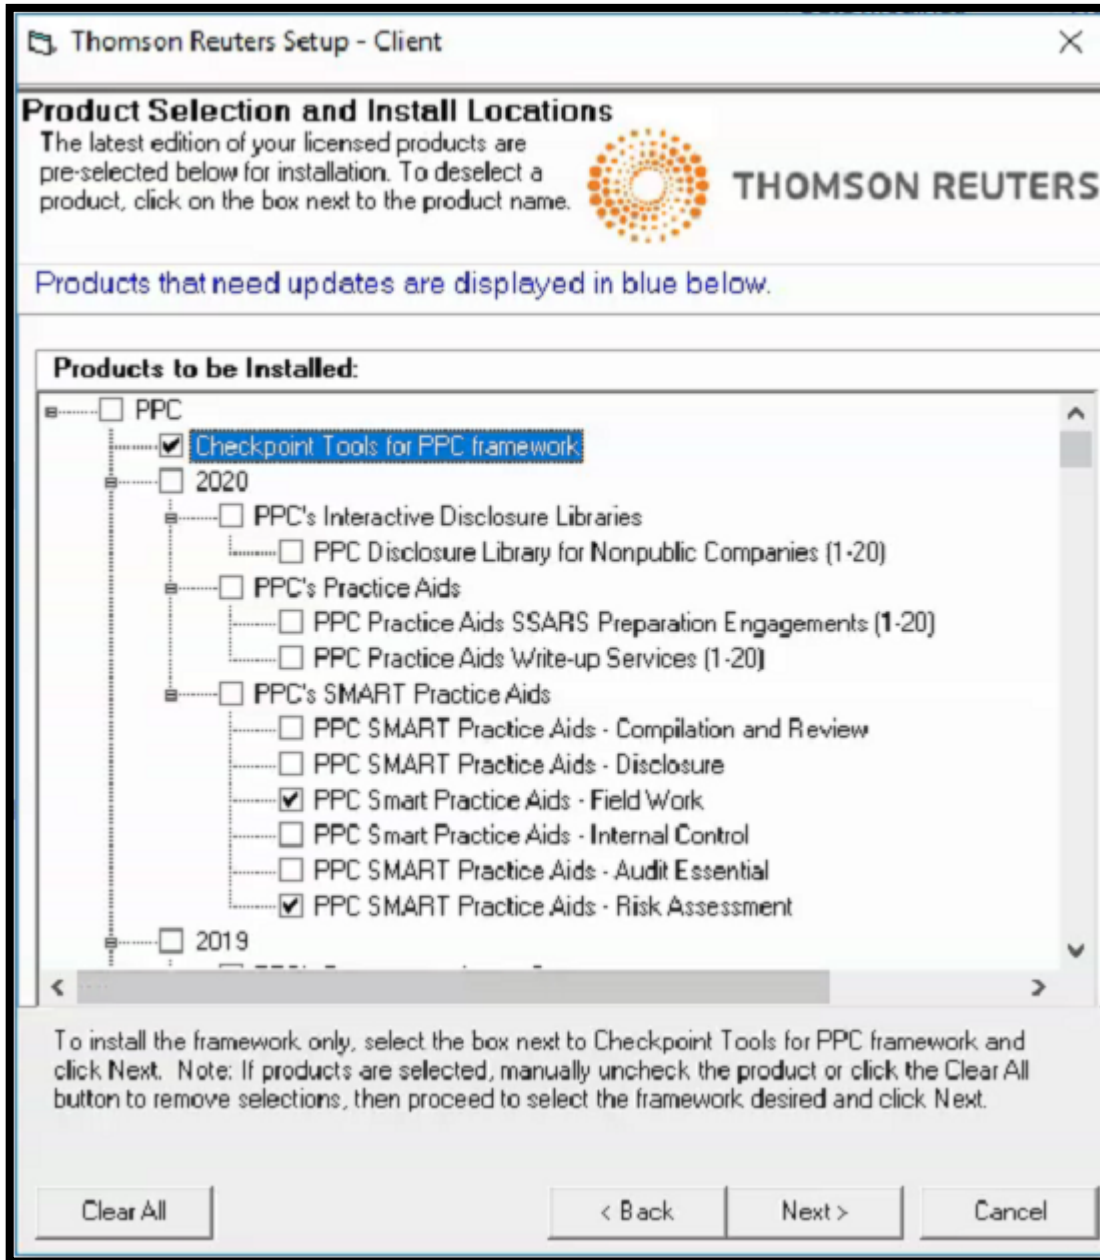 Thomson Reuters Setup - Client
Product Selection and Install Locations
The latest edition of your licensed products are
pre-selected below for installation. To deselect a
product, click on the box next to the product name.
THOMSON REUTERS
Products that need updates are displayed in blue below.
Products to be Installed:
PPC
Checkpoint Tools for PPC framework
2020
PPC's Interactive Disclosure Libraries
PPC Disclosure Library for Nonpublic Companies (1-20)
PPC's Practice Aids
PPC Practice Aids SSARS Preparation Engagements (1-20)
PPC Practice Aids Write-up Services (1-20)
PPC's SMART Practice Aids
PPC SMART Practice Aids - Compilation and Review
PPC SMART Practice Aids - Disclosure
PPC Smart Practice Aids - Field Work
PPC Smart Practice Aids - Internal Control
PPC SMART Practice Aids - Audit Essential
PPC SMART Practice Aids - Risk Assessment
2019
To install the framework only, select the box next to Checkpoint Tools for PPC framework and
click Next. Note: If products are selected, manually uncheck the product or click the Clear All
button to remove selections, then proceed to select the framework desired and click Next.
Clear All
< Back
Next >
Cancel